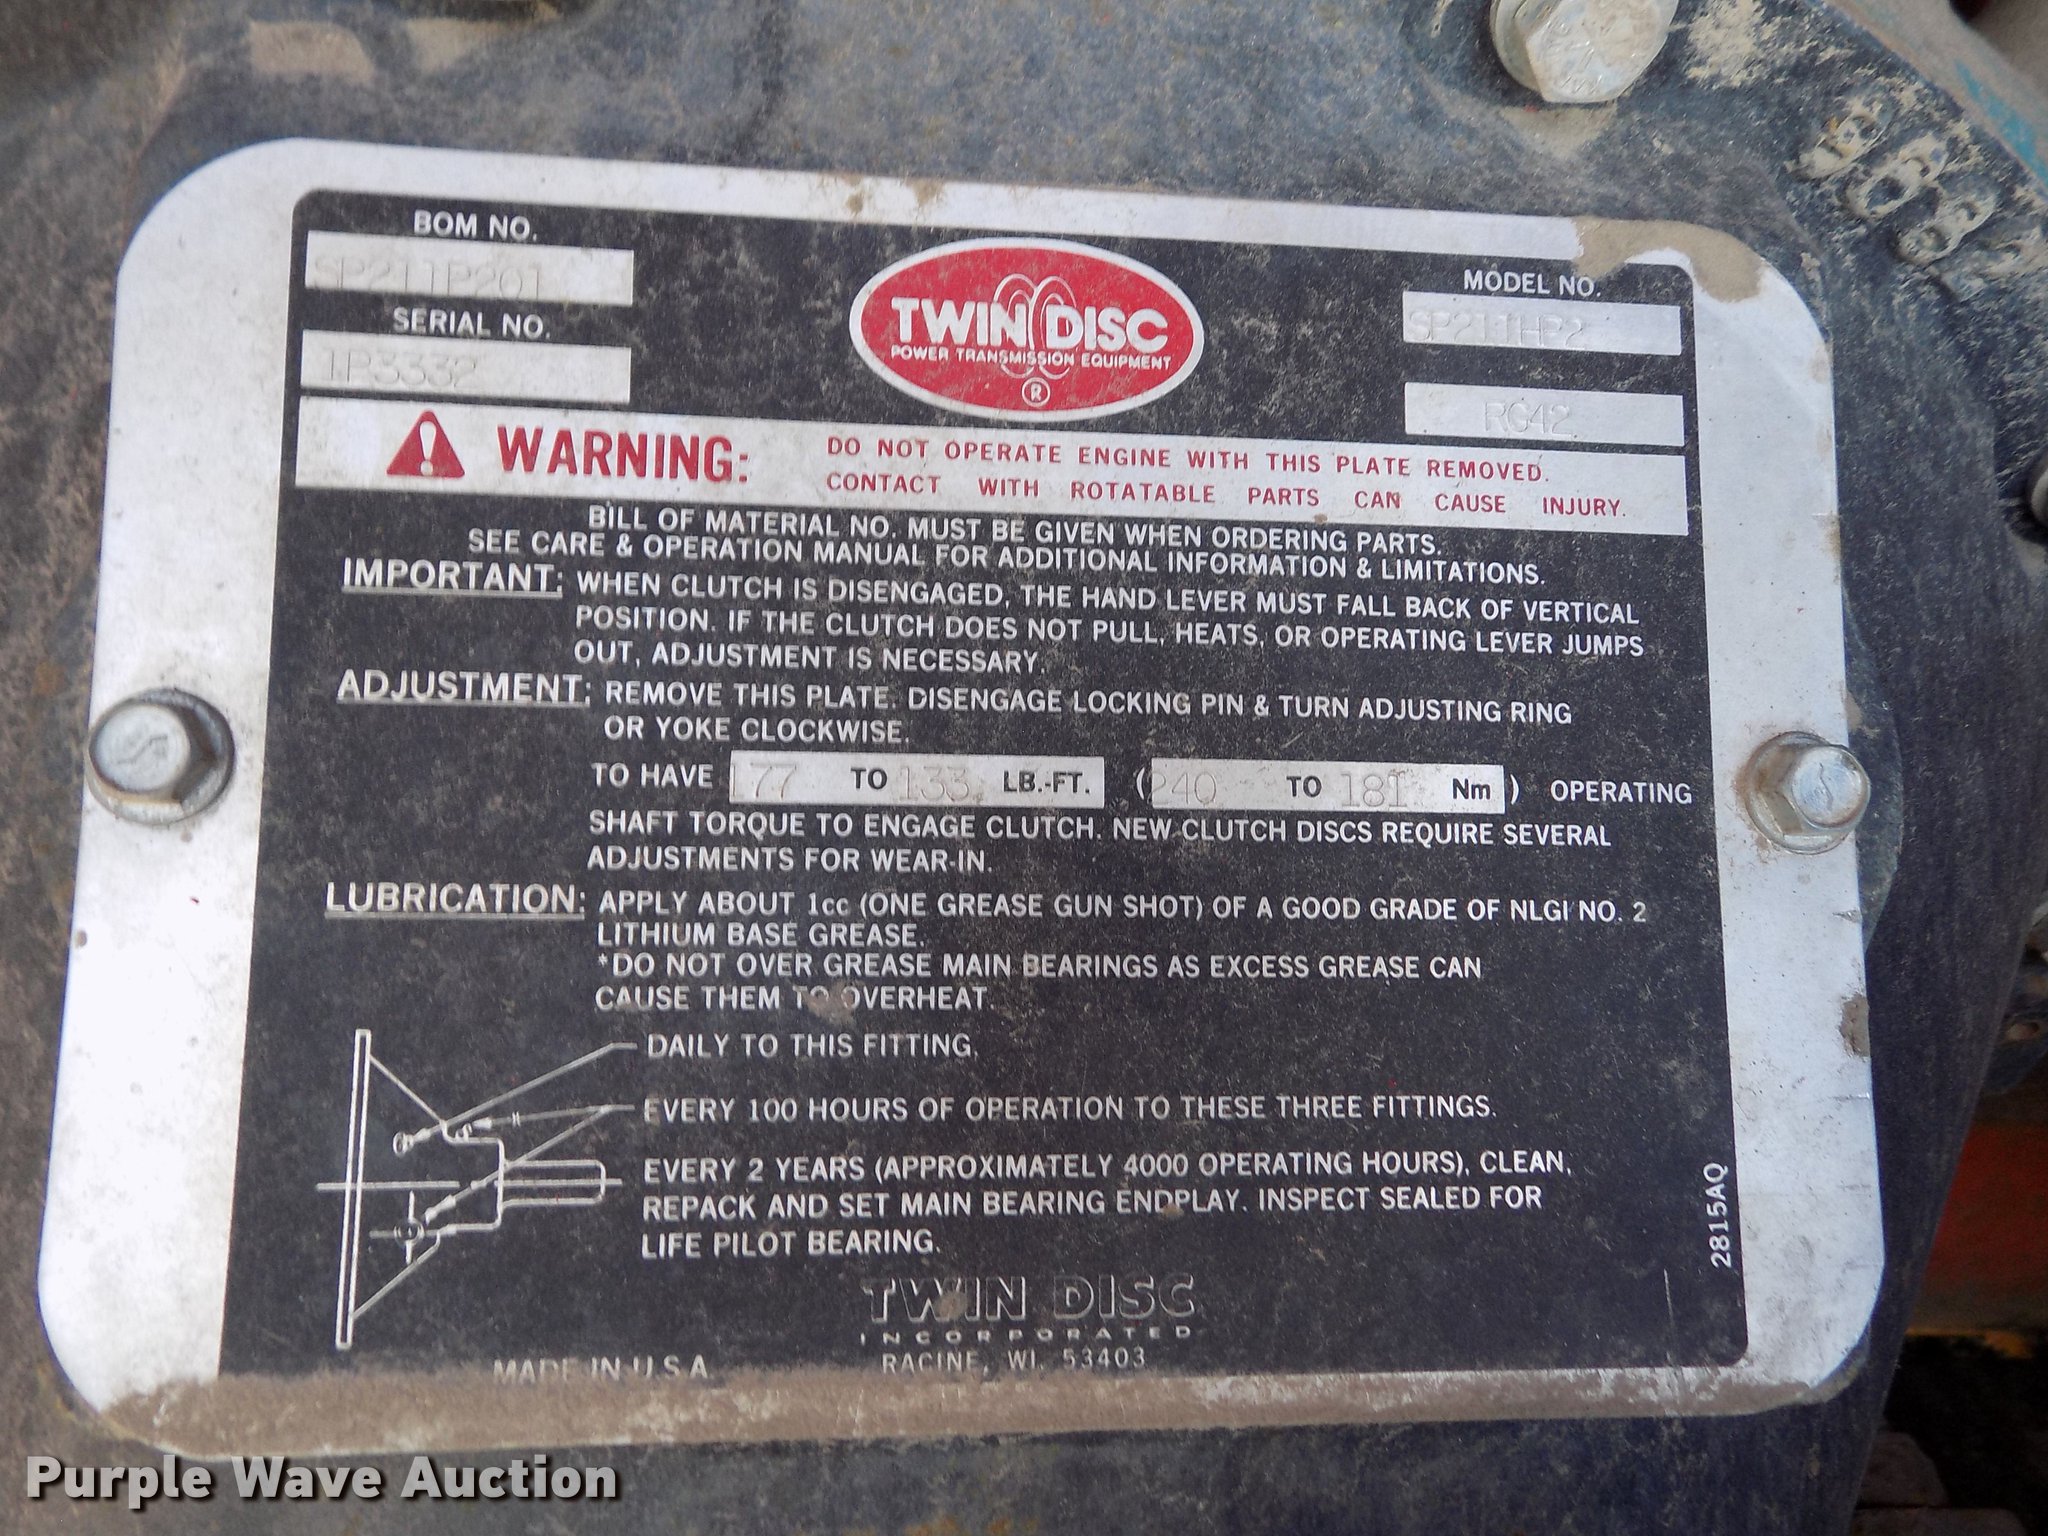 BOM NO.
SP211P201
SERIAL NO.
1P3332
TWIN DISC
POWER TRANSMISSION EQUIPMENT
®
MODEL NO.
SP211HP2
RG42
WARNING:
DO NOT OPERATE ENGINE WITH THIS PLATE REMOVED.
CONTACT WITH ROTATABLE PARTS CAN CAUSE INJURY.
BILL OF MATERIAL NO. MUST BE GIVEN WHEN ORDERING PARTS.
SEE CARE & OPERATION MANUAL FOR ADDITIONAL INFORMATION & LIMITATIONS.
IMPORTANT: WHEN CLUTCH IS DISENGAGED, THE HAND LEVER MUST FALL BACK OF VERTICAL
POSITION. IF THE CLUTCH DOES NOT PULL, HEATS, OR OPERATING LEVER JUMPS
OUT, ADJUSTMENT IS NECESSARY.
ADJUSTMENT: REMOVE THIS PLATE. DISENGAGE LOCKING PIN & TURN ADJUSTING RING
OR YOKE CLOCKWISE.
TO HAVE 177 TO 133 LB.-FT. (240 TO 181 Nm) OPERATING
SHAFT TORQUE TO ENGAGE CLUTCH. NEW CLUTCH DISCS REQUIRE SEVERAL
ADJUSTMENTS FOR WEAR-IN.
LUBRICATION: APPLY ABOUT 1cc (ONE GREASE GUN SHOT) OF A GOOD GRADE OF NLGI NO. 2
LITHIUM BASE GREASE.
*DO NOT OVER GREASE MAIN BEARINGS AS EXCESS GREASE CAN
CAUSE THEM TO OVERHEAT.
DAILY TO THIS FITTING.
EVERY 100 HOURS OF OPERATION TO THESE THREE FITTINGS.
EVERY 2 YEARS (APPROXIMATELY 4000 OPERATING HOURS), CLEAN,
REPACK AND SET MAIN BEARING ENDPLAY. INSPECT SEALED FOR
LIFE PILOT BEARING.
2815AQ
TWIN DISC
INCORPORATED
MADE IN U.S.A.
RACINE, WI. 53403
Purple Wave Auction